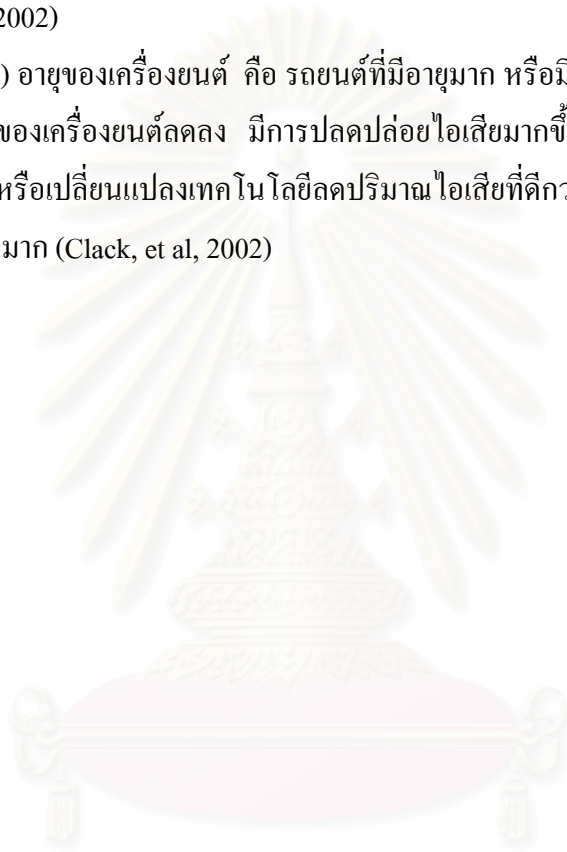 2002)
) อายุของเครื่องยนต์ คือ รถยนต์ที่มีอายุมาก หรือมี
ของเครื่องยนต์ลดลง มีการปลดปล่อยไอเสียมากขึ้
หรือเปลี่ยนแปลงเทคโนโลยีลดปริมาณไอเสียที่ดีกว
มาก (Clack, et al, 2002)